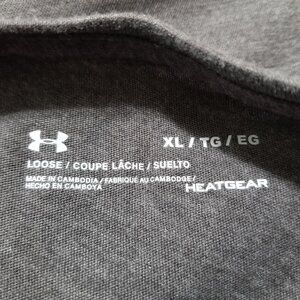 XL / TG / EG
LOOSE / COUPE LÂCHE / SUELTO
MADE IN CAMBODIA / FABRIQUÉ AU CAMBODGE /
HECHO EN CAMBOYA
HEATGEAR